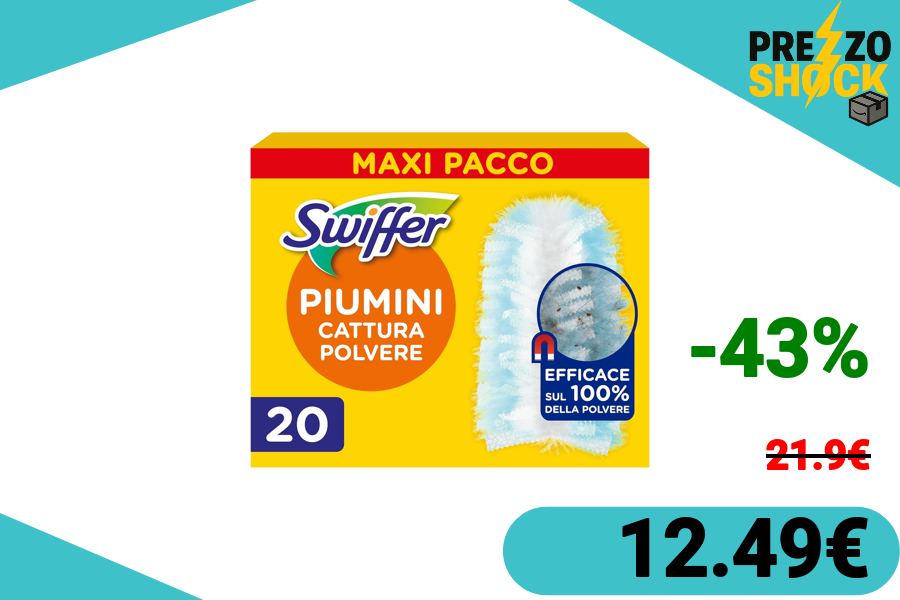 PREZZO
SHOCK
MAXI PACCO
Swiffer
PIUMINI
CATTURA
POLVERE
EFFICACE
SUL 100%
DELLA POLVERE
20
-43%
21.9€
12.49€